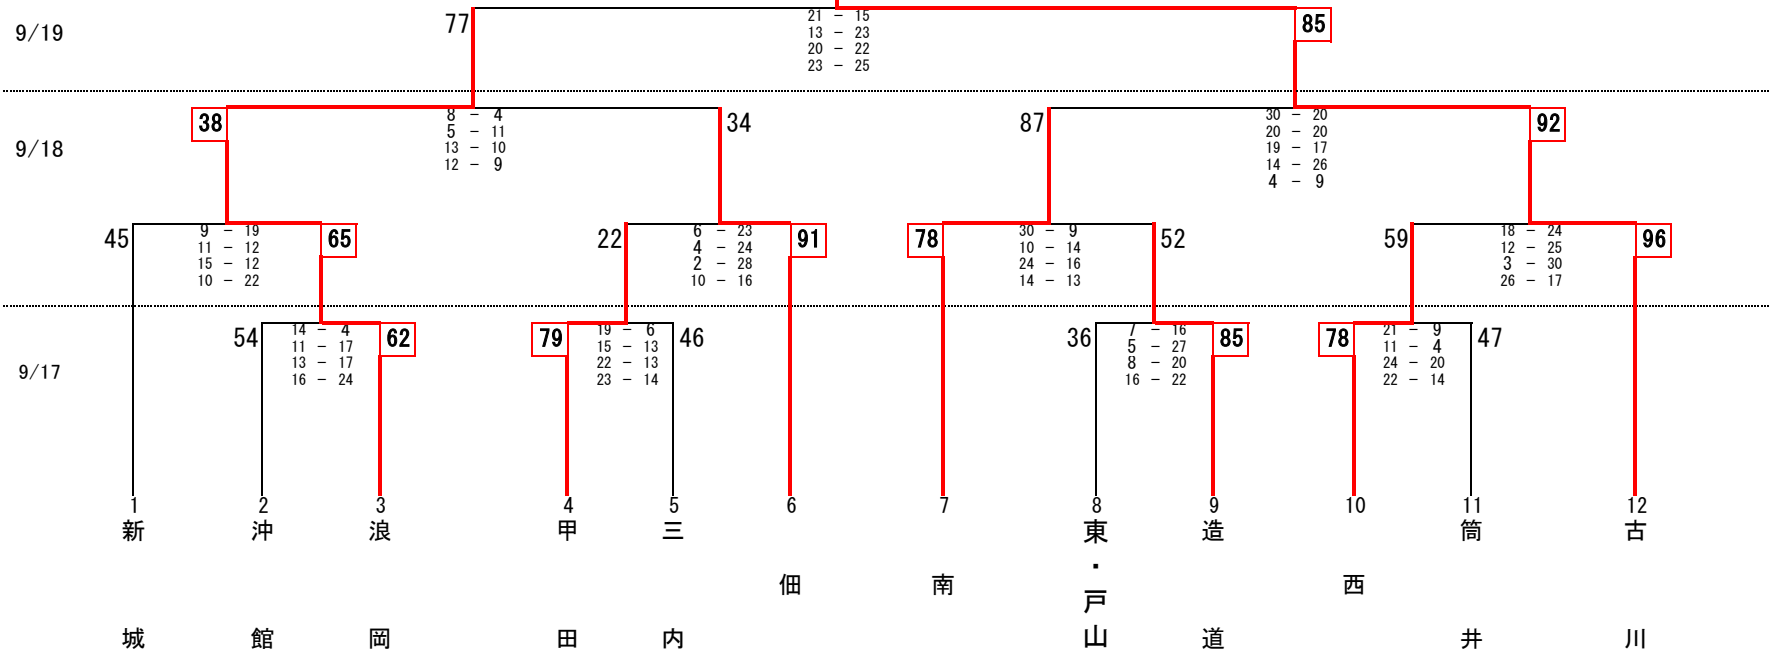 9/19
77
21 - 15
13 - 23
20 - 22
23 - 25
85
9/18
38
8 - 4
5 - 11
13 - 10
12 - 9
34
87
30 - 20
20 - 20
19 - 17
14 - 26
4 - 9
92
45
9 - 19
11 - 12
15 - 12
10 - 22
65
22
6 - 23
4 - 24
2 - 28
10 - 16
91
78
30 - 9
10 - 14
24 - 16
14 - 13
52
59
18 - 24
12 - 25
3 - 30
26 - 17
96
9/17
54
14 - 4
11 - 17
13 - 17
16 - 24
62
79
19 - 6
15 - 13
22 - 13
23 - 14
46
36
7 - 16
5 - 27
8 - 20
16 - 22
85
78
21 - 9
11 - 4
24 - 20
22 - 14
47
1
新城
2
沖館
3
浪岡
4
甲田
5
三内
6
佃
7
南
8
東・戸山
9
造道
10
西
11
筒井
12
古川